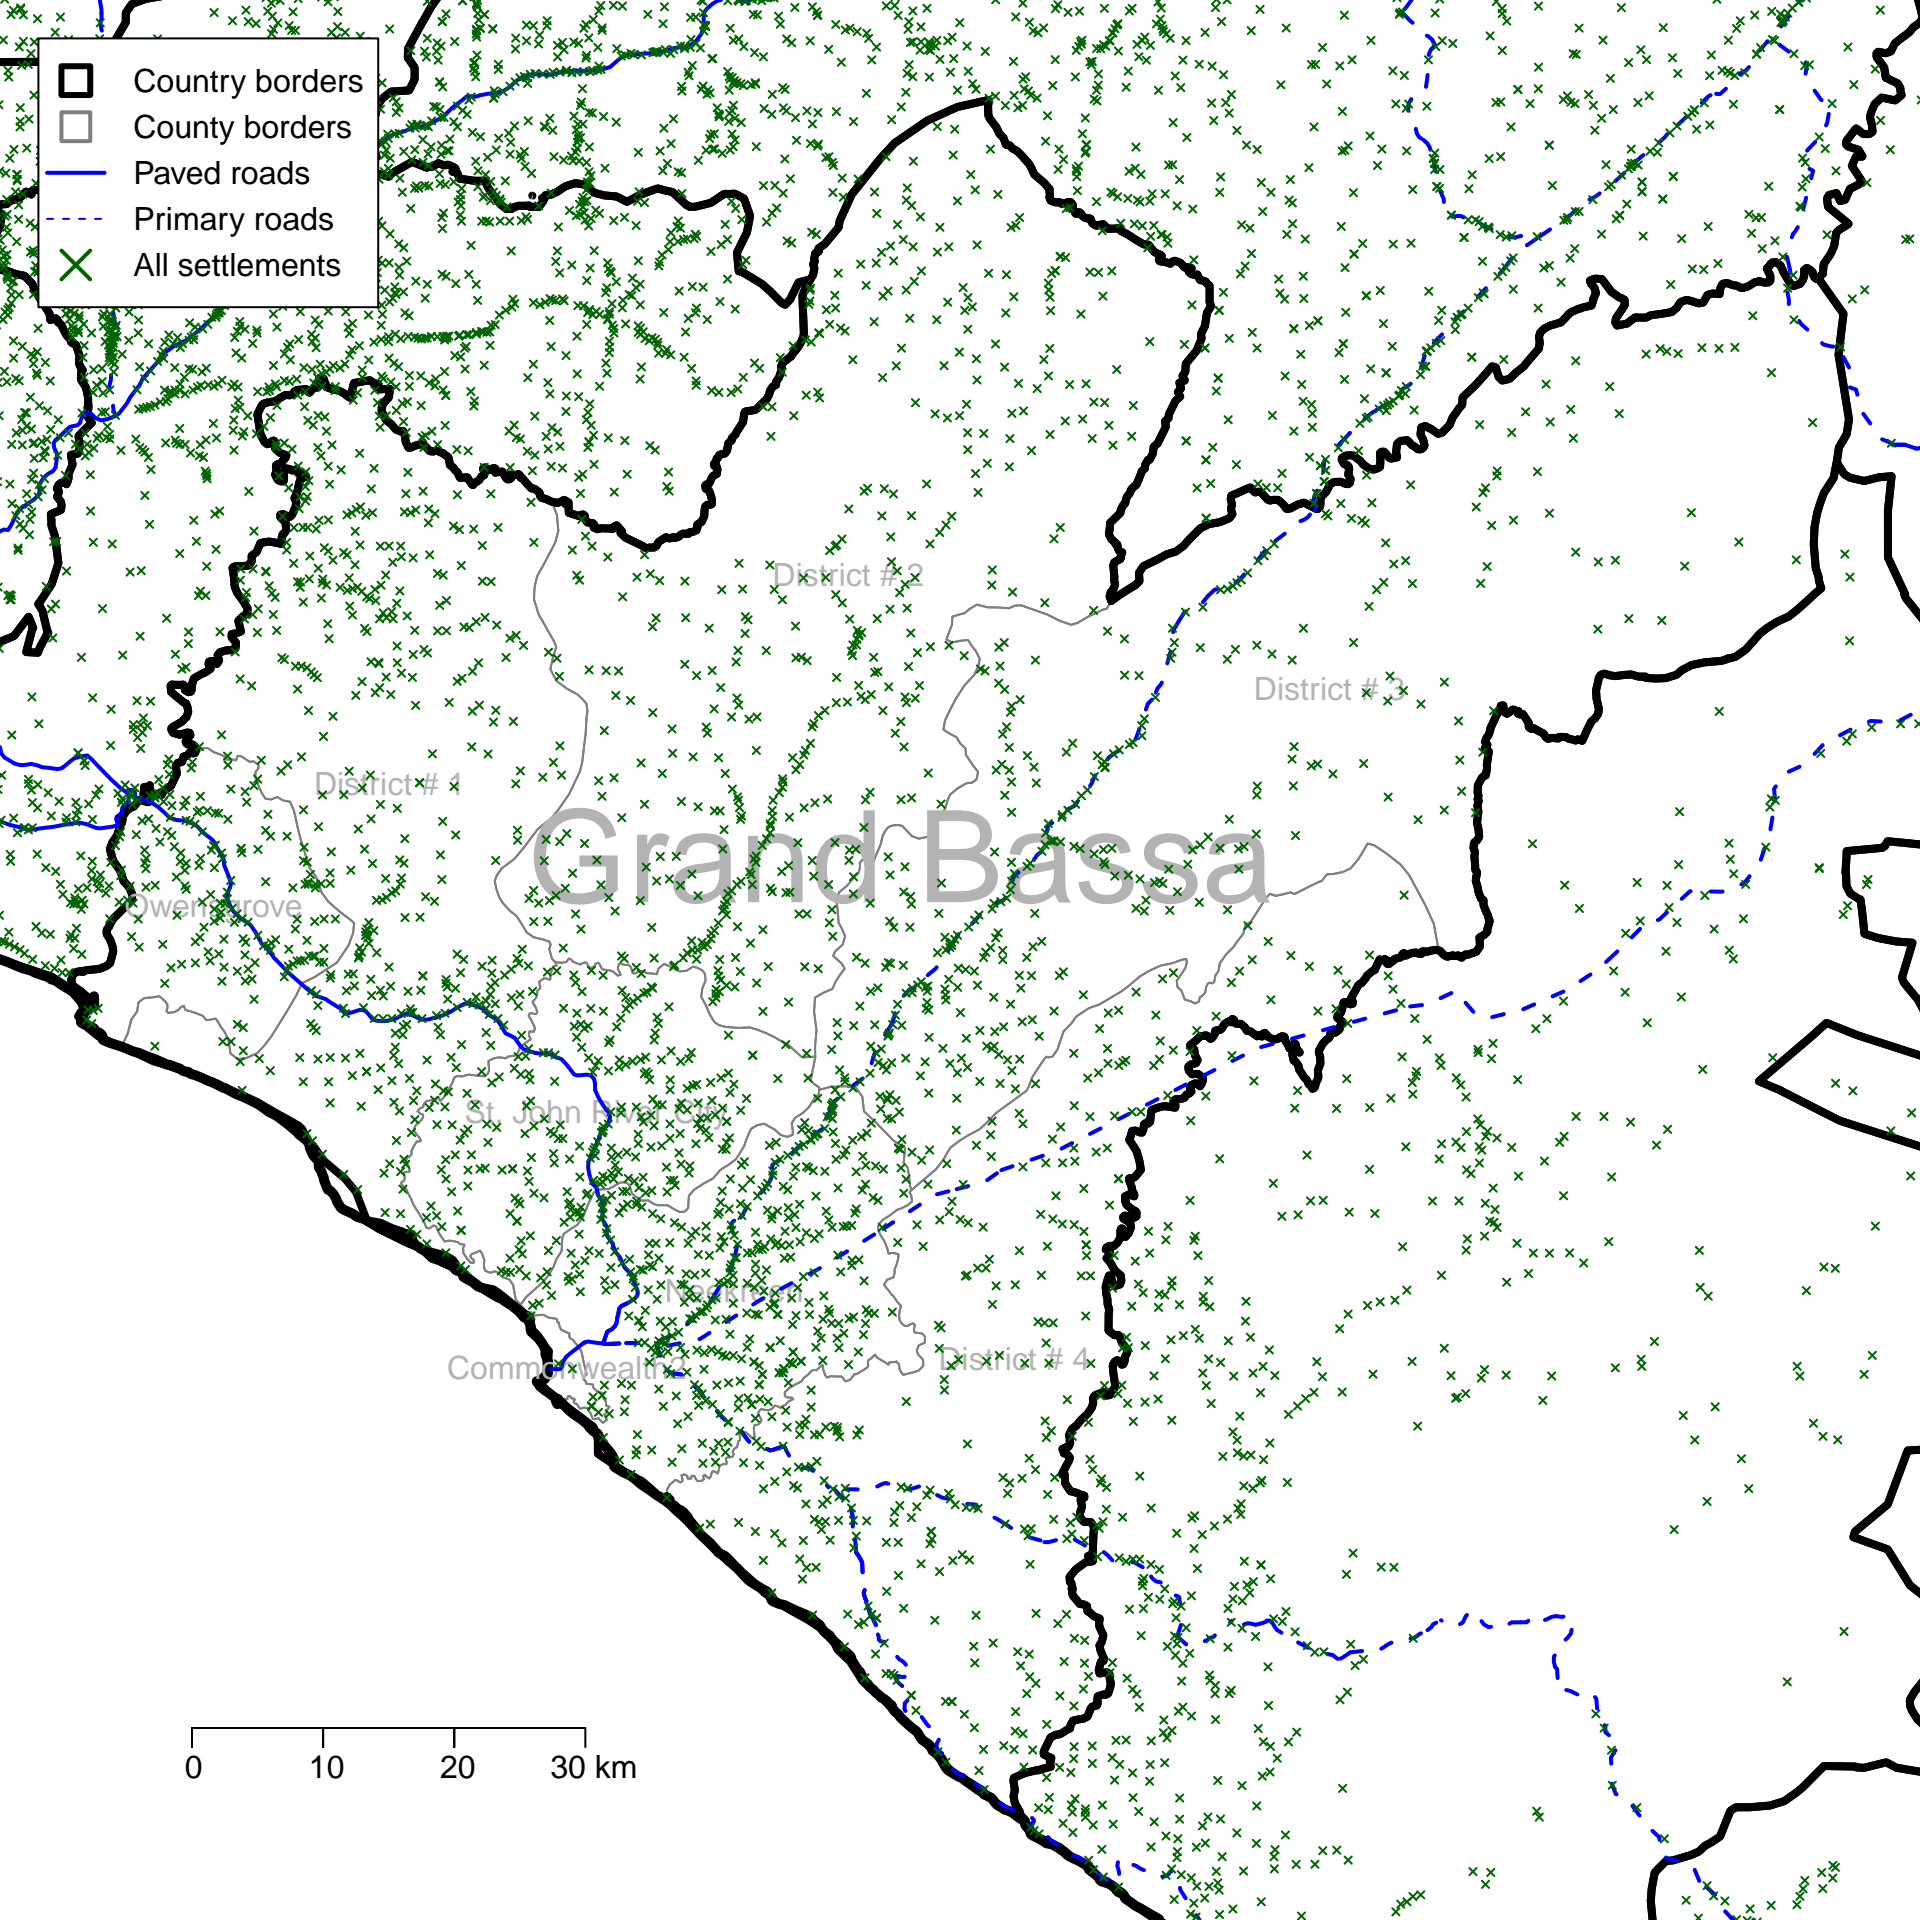 Country borders
County borders
Paved roads
Primary roads
All settlements
District # 2
District # 3
District # 1
Grand Bassa
Owensgrove
St. John River City
Neekreen
Commonwealth2
District # 4
0 10 20 30 km